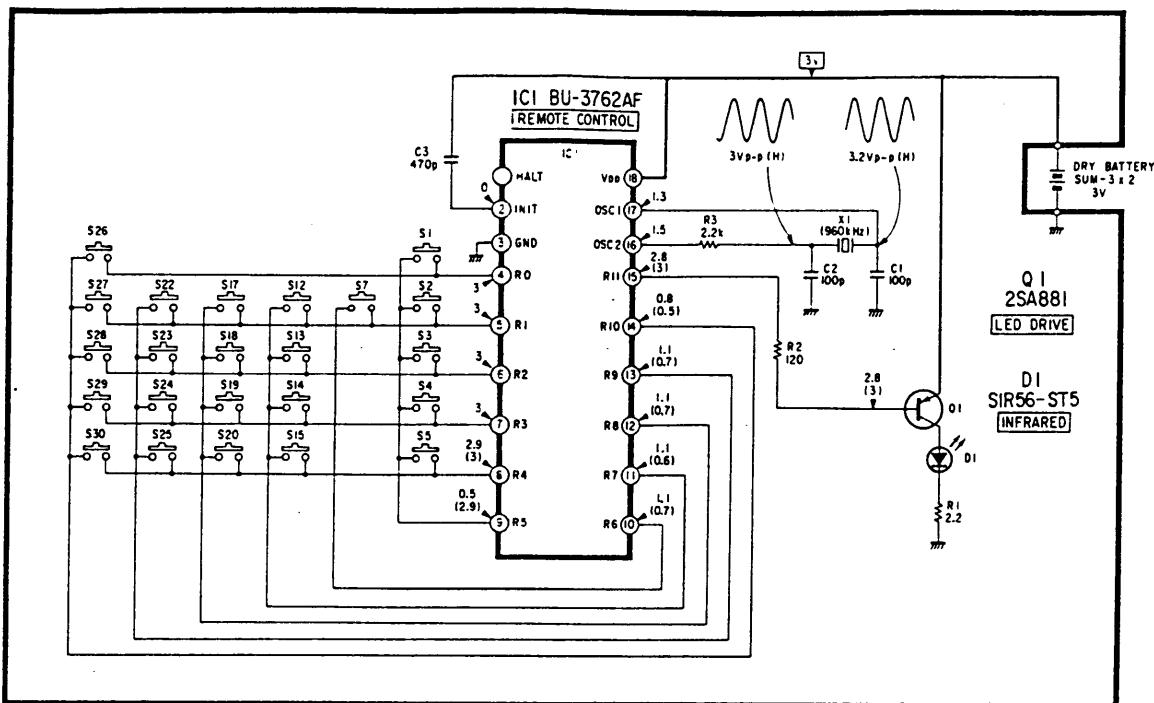 3v
IC1 BU-3762AF
REMOTE CONTROL
IC1
C3
470p
HALT
0
2 INIT
3 GND
4 R0
3
5 R1
3
6 R2
3
7 R3
3
8 R4
2.9
(3)
9 R5
0.5
(2.9)
VDD 18
OSC1 17
1.3
OSC2 16
1.5
R11 15
2.8
(3)
R10 14
0.8
(0.5)
R9 13
1.1
(0.7)
R8 12
1.1
(0.7)
R7 11
1.1
(0.6)
R6 10
1.1
(0.7)
S26
S1
S27
S22
S17
S12
S7
S2
S28
S23
S18
S13
S3
S29
S24
S19
S14
S4
S30
S25
S20
S15
S5
3Vp-p (H)
3.2Vp-p (H)
R3
2.2k
X1
(960kHz)
C2
100p
C1
100p
R2
120
2.8
(3)
Q1
D1
R1
2.2
DRY BATTERY
SUM-3 x 2
3V
Q1
2SA881
LED DRIVE
D1
SIR56-ST5
INFRARED